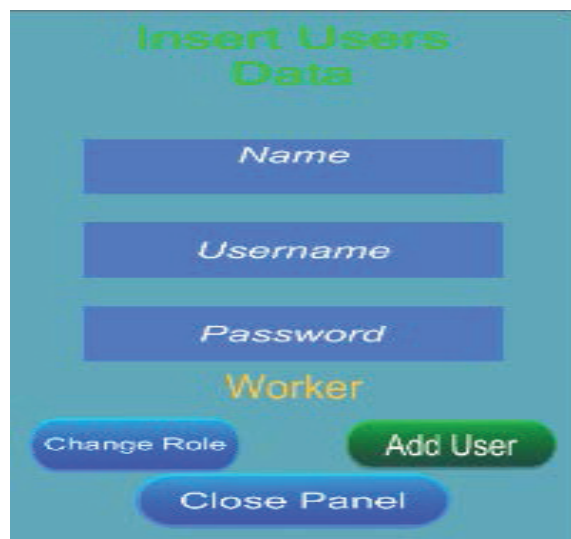 Insert Users
Data
Name
Username
Password
Worker
Change Role
Add User
Close Panel